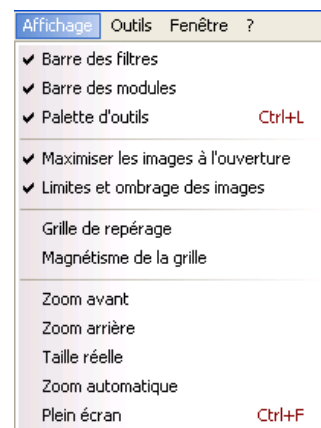 Affichage Outils Fenêtre ?
Barre des filtres
Barre des modules
Palette d'outils Ctrl+L
Maximiser les images à l'ouverture
Limites et ombrage des images
Grille de repérage
Magnétisme de la grille
Zoom avant
Zoom arrière
Taille réelle
Zoom automatique
Plein écran Ctrl+F